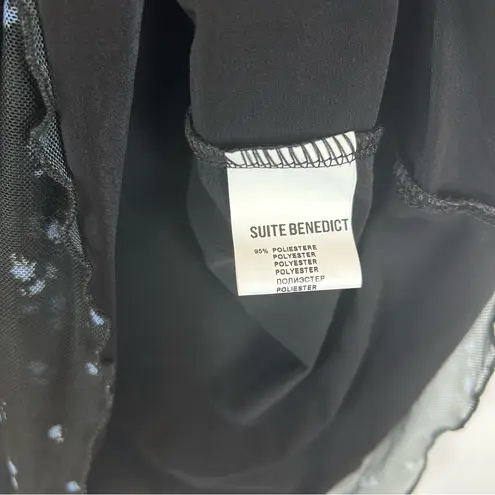 SUITE BENEDICT
95% POLIESTERE
POLYESTER
POLYESTER
POLYESTER
ПОЛИЭСТЕР
POLIESTER